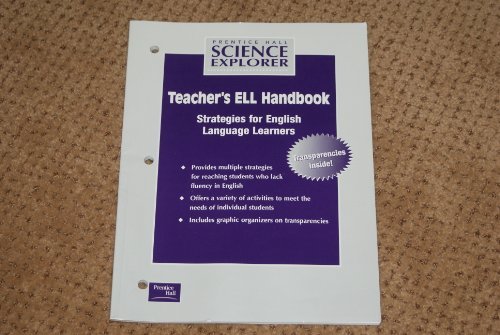 PRENTICE HALL
SCIENCE
EXPLORER
Teacher's ELL Handbook
Strategies for English
Language Learners
Transparencies
Inside!
◆ Provides multiple strategies
for reaching students who lack
fluency in English
◆ Offers a variety of activities to meet the
needs of individual students
◆ Includes graphic organizers on transparencies
Prentice
Hall